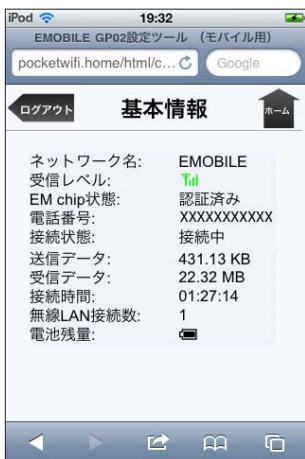 iPod 19:32
EMOBILE GP02設定ツール （モバイル用）
pocketwifi.home/html/c... Google
ログアウト 基本情報 ホーム
ネットワーク名: EMOBILE
受信レベル:
EM chip状態: 認証済み
電話番号: XXXXXXXXXXX
接続状態: 接続中
送信データ: 431.13 KB
受信データ: 22.32 MB
接続時間: 01:27:14
無線LAN接続数: 1
電池残量: